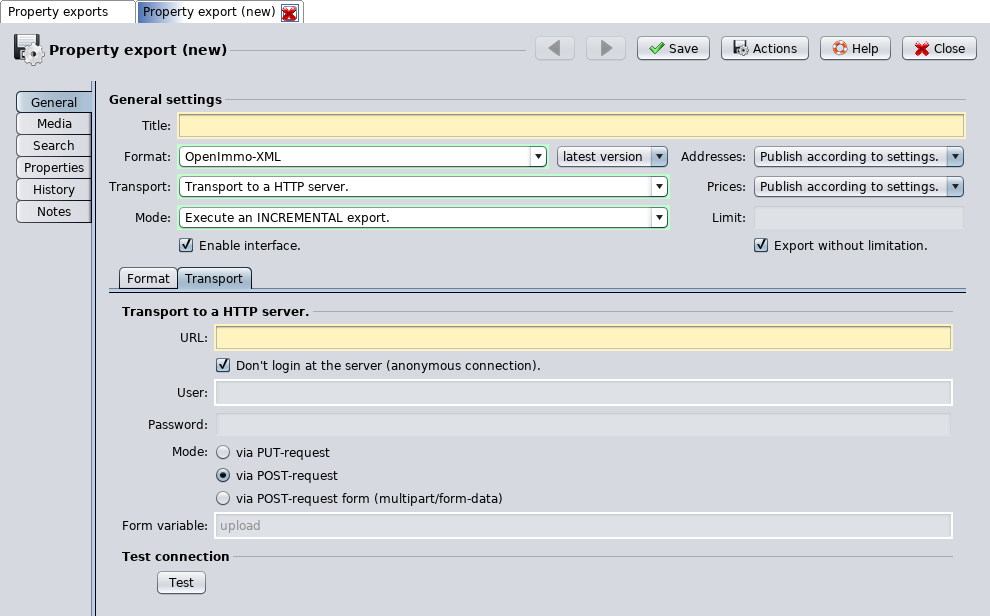 Property exports
Property export (new)
Property export (new)
Save
Actions
Help
Close
General
Media
Search
Properties
History
Notes
General settings
Title:
Format: OpenImmo-XML latest version Addresses: Publish according to settings.
Transport: Transport to a HTTP server. Prices: Publish according to settings.
Mode: Execute an INCREMENTAL export. Limit:
Enable interface. Export without limitation.
Format Transport
Transport to a HTTP server.
URL:
Don't login at the server (anonymous connection).
User:
Password:
Mode: via PUT-request
via POST-request
via POST-request form (multipart/form-data)
Form variable: upload
Test connection
Test